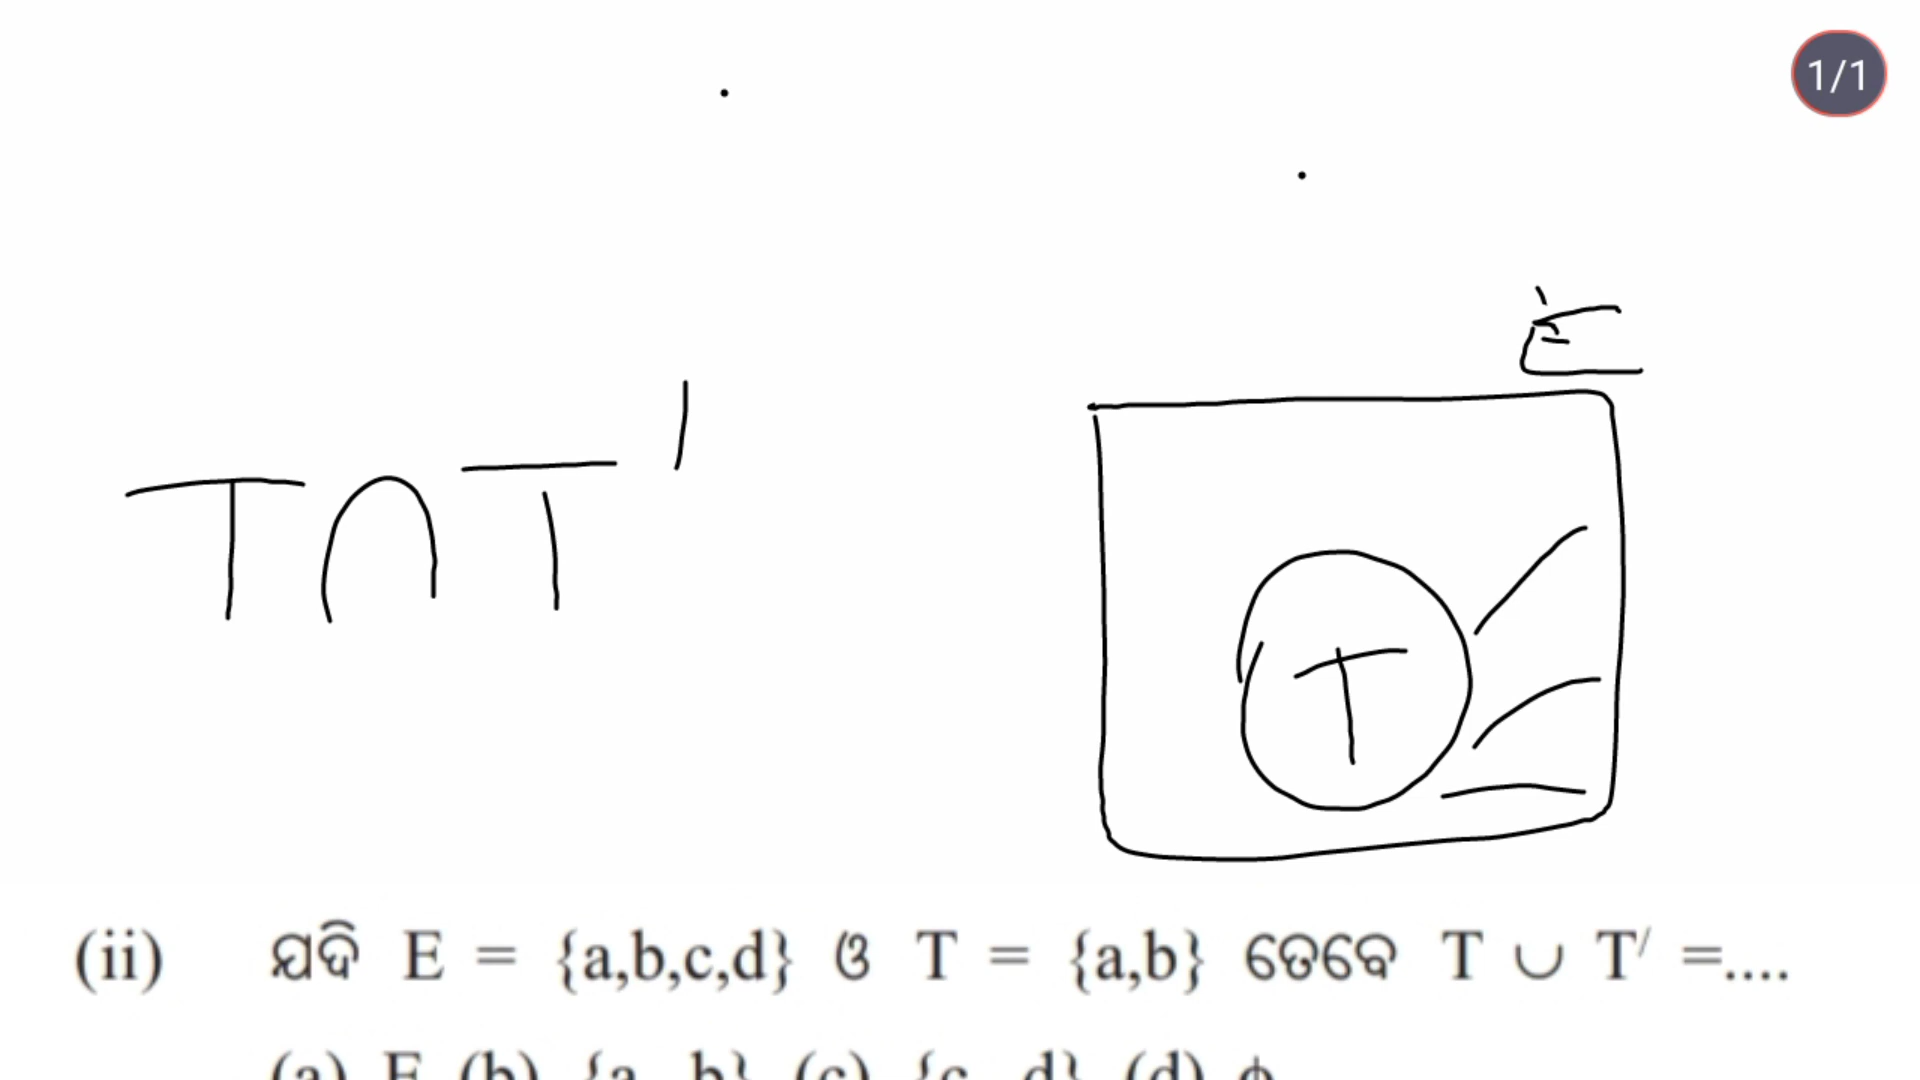 1/1
E
T∩T'
T
(ii) ଯଦି E = {a,b,c,d} ଓ T = {a,b} ତେବେ T ∪ T′ =....
(a) E (b) {a, b} (c) {c, d} (d) ϕ